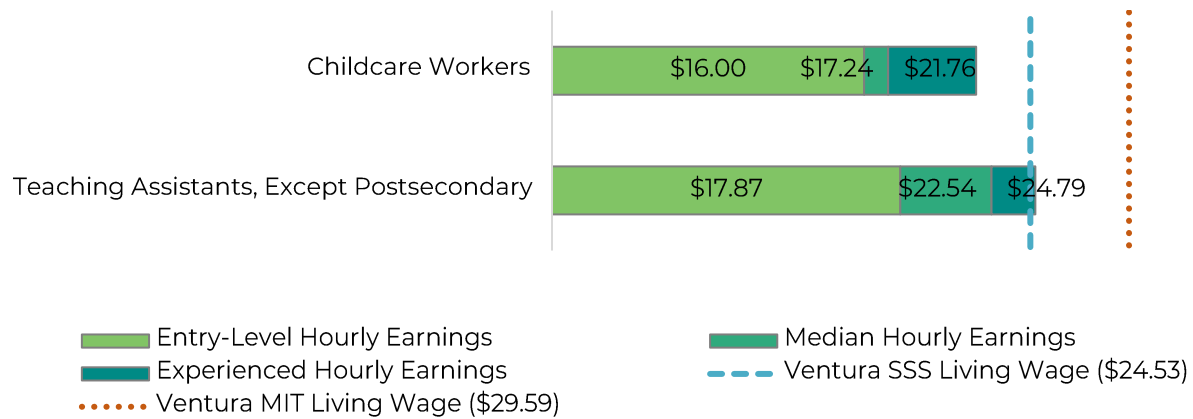 Childcare Workers $16.00 $17.24 $21.76
Teaching Assistants, Except Postsecondary $17.87 $22.54 $24.79
Entry-Level Hourly Earnings
Median Hourly Earnings
Experienced Hourly Earnings
Ventura SSS Living Wage ($24.53)
Ventura MIT Living Wage ($29.59)